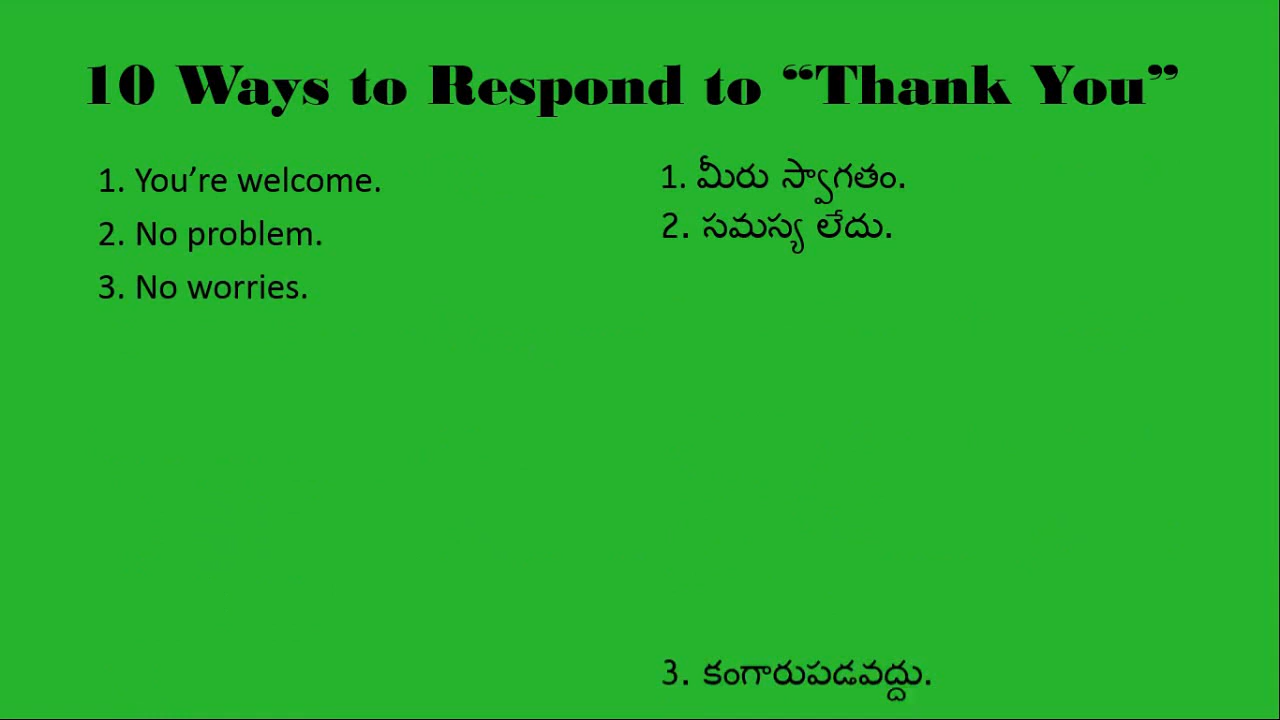 10 Ways to Respond to “Thank You”
1. You’re welcome.
2. No problem.
3. No worries.
1. మీరు స్వాగతం.
2. సమస్య లేదు.
3. కంగారుపడవద్దు.